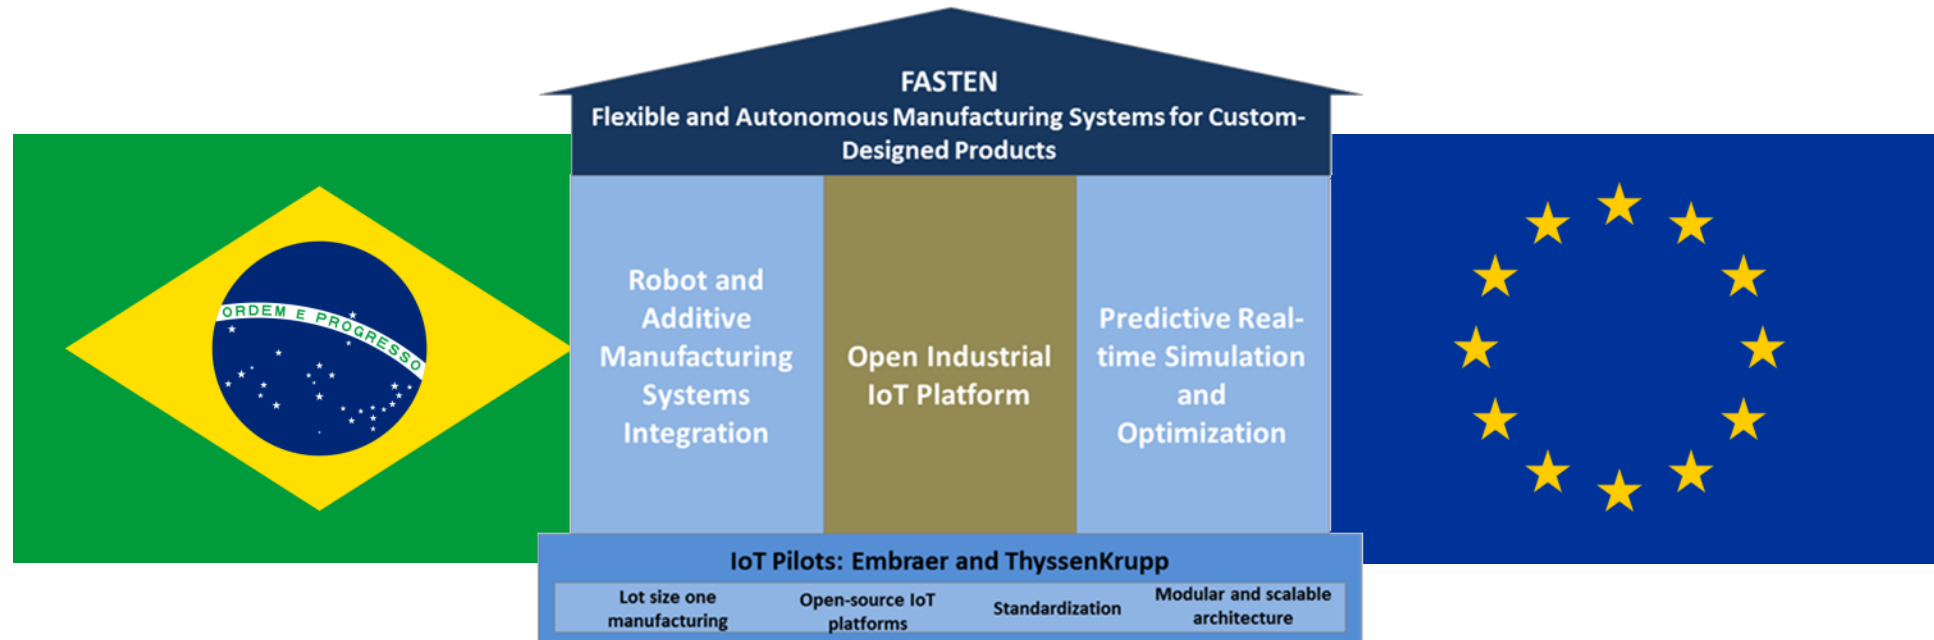 FASTEN
Flexible and Autonomous Manufacturing Systems for Custom-
Designed Products
ORDEM E PROGRESSO
Robot and
Additive
Manufacturing
Systems
Integration
Open Industrial
IoT Platform
Predictive Real-
time Simulation
and
Optimization
IoT Pilots: Embraer and ThyssenKrupp
Lot size one
manufacturing
Open-source IoT
platforms
Standardization
Modular and scalable
architecture